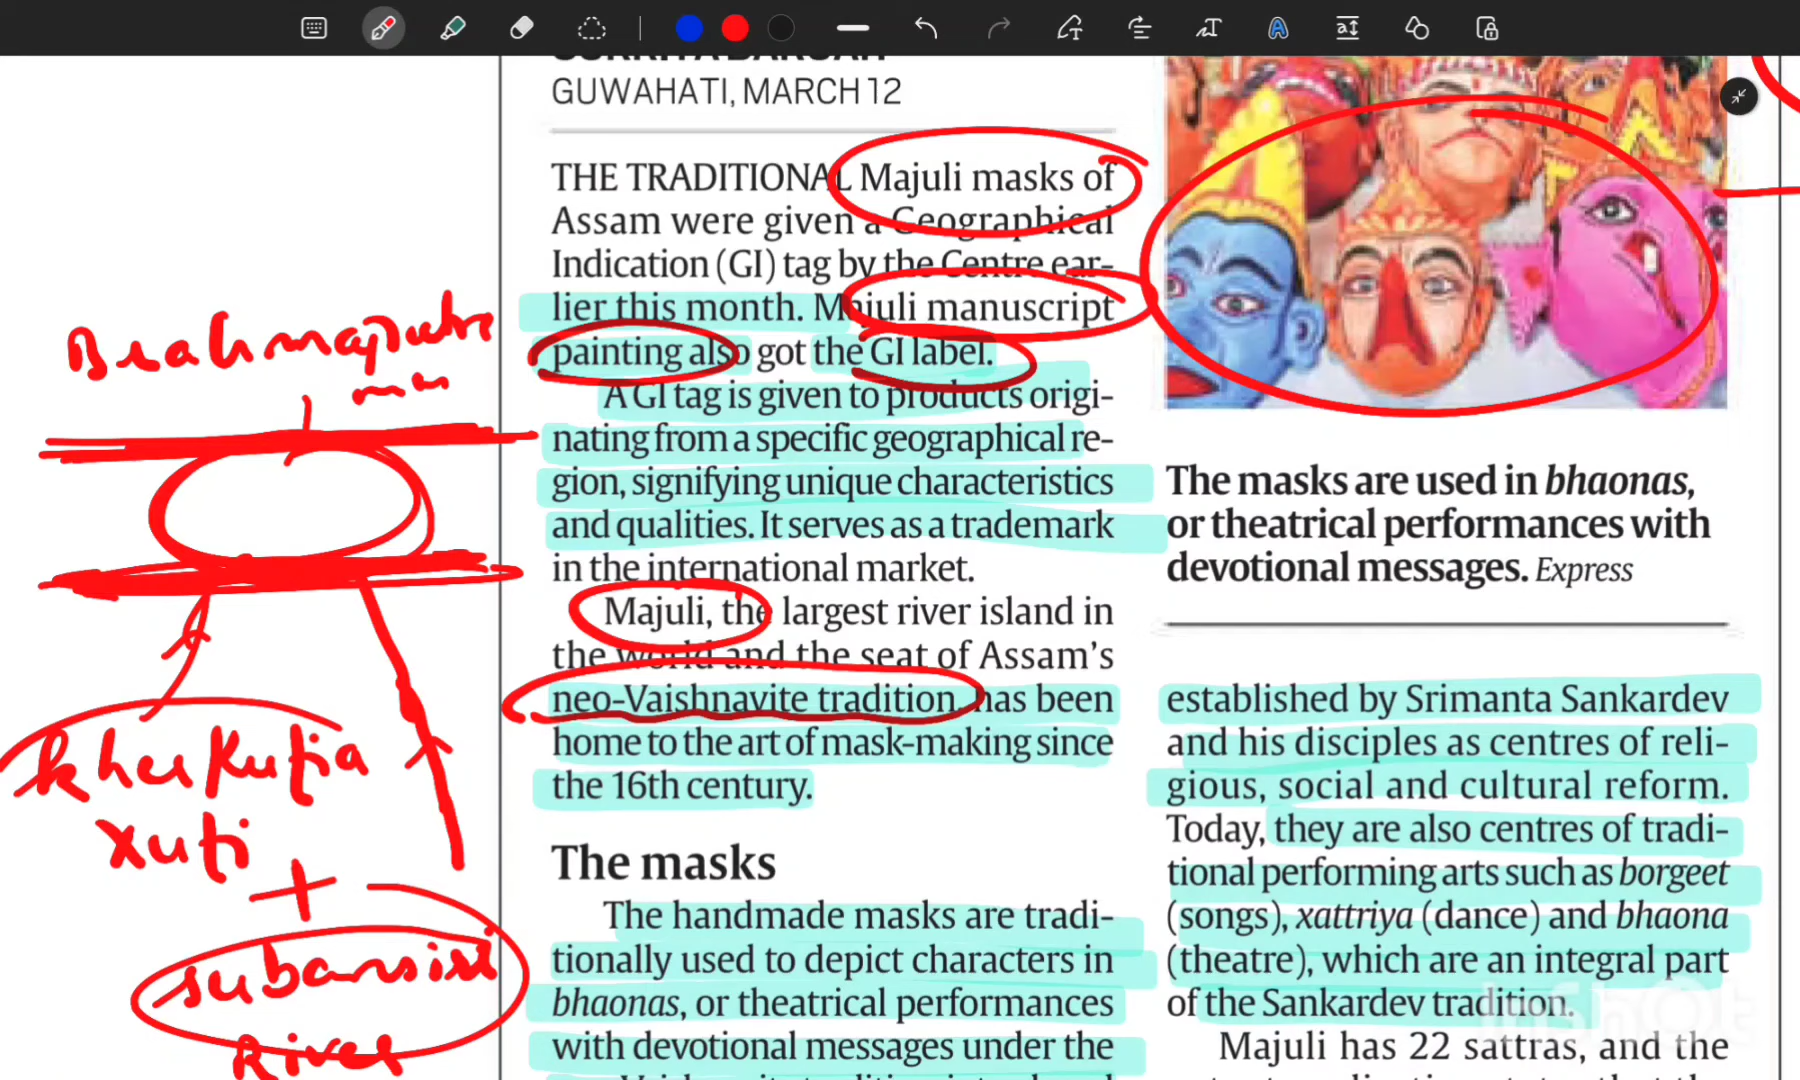 GUWAHATI, MARCH 12
THE TRADITIONAL Majuli masks of
Assam were given a Geographical
Indication (GI) tag by the Centre ear-
lier this month. Majuli manuscript
painting also got the GI label.
A GI tag is given to products origi-
nating from a specific geographical re-
gion, signifying unique characteristics
and qualities. It serves as a trademark
in the international market.
Majuli, the largest river island in
the world and the seat of Assam's
neo-Vaishnavite tradition, has been
home to the art of mask-making since
the 16th century.
The masks
The handmade masks are tradi-
tionally used to depict characters in
bhaonas, or theatrical performances
with devotional messages under the
The masks are used in bhaonas,
or theatrical performances with
devotional messages. Express
established by Srimanta Sankardev
and his disciples as centres of reli-
gious, social and cultural reform.
Today, they are also centres of tradi-
tional performing arts such as borgeet
(songs), xattriya (dance) and bhaona
(theatre), which are an integral part
of the Sankardev tradition.
Majuli has 22 sattras, and the
Brahmaputra
kherkutia
xuti
+
subansiri
River
InShot